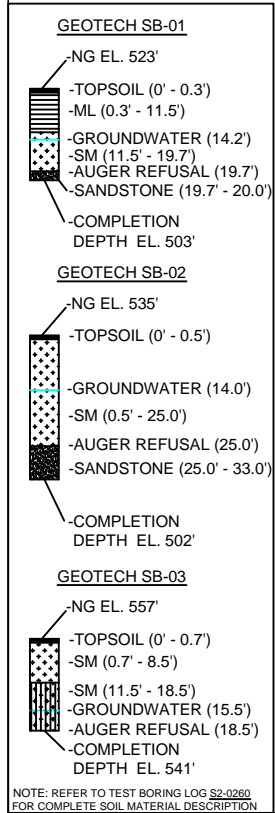 GEOTECH SB-01
-NG EL. 523'
-TOPSOIL (0' - 0.3')
-ML (0.3' - 11.5')
-GROUNDWATER (14.2')
-SM (11.5' - 19.7')
-AUGER REFUSAL (19.7')
-SANDSTONE (19.7' - 20.0')
-COMPLETION
DEPTH EL. 503'
GEOTECH SB-02
-NG EL. 535'
-TOPSOIL (0' - 0.5')
-GROUNDWATER (14.0')
-SM (0.5' - 25.0')
-AUGER REFUSAL (25.0')
-SANDSTONE (25.0' - 33.0')
-COMPLETION
DEPTH EL. 502'
GEOTECH SB-03
-NG EL. 557'
-TOPSOIL (0' - 0.7')
-SM (0.7' - 8.5')
-SM (11.5' - 18.5')
-GROUNDWATER (15.5')
-AUGER REFUSAL (18.5')
-COMPLETION
DEPTH EL. 541'
NOTE: REFER TO TEST BORING LOG S2-0260
FOR COMPLETE SOIL MATERIAL DESCRIPTION